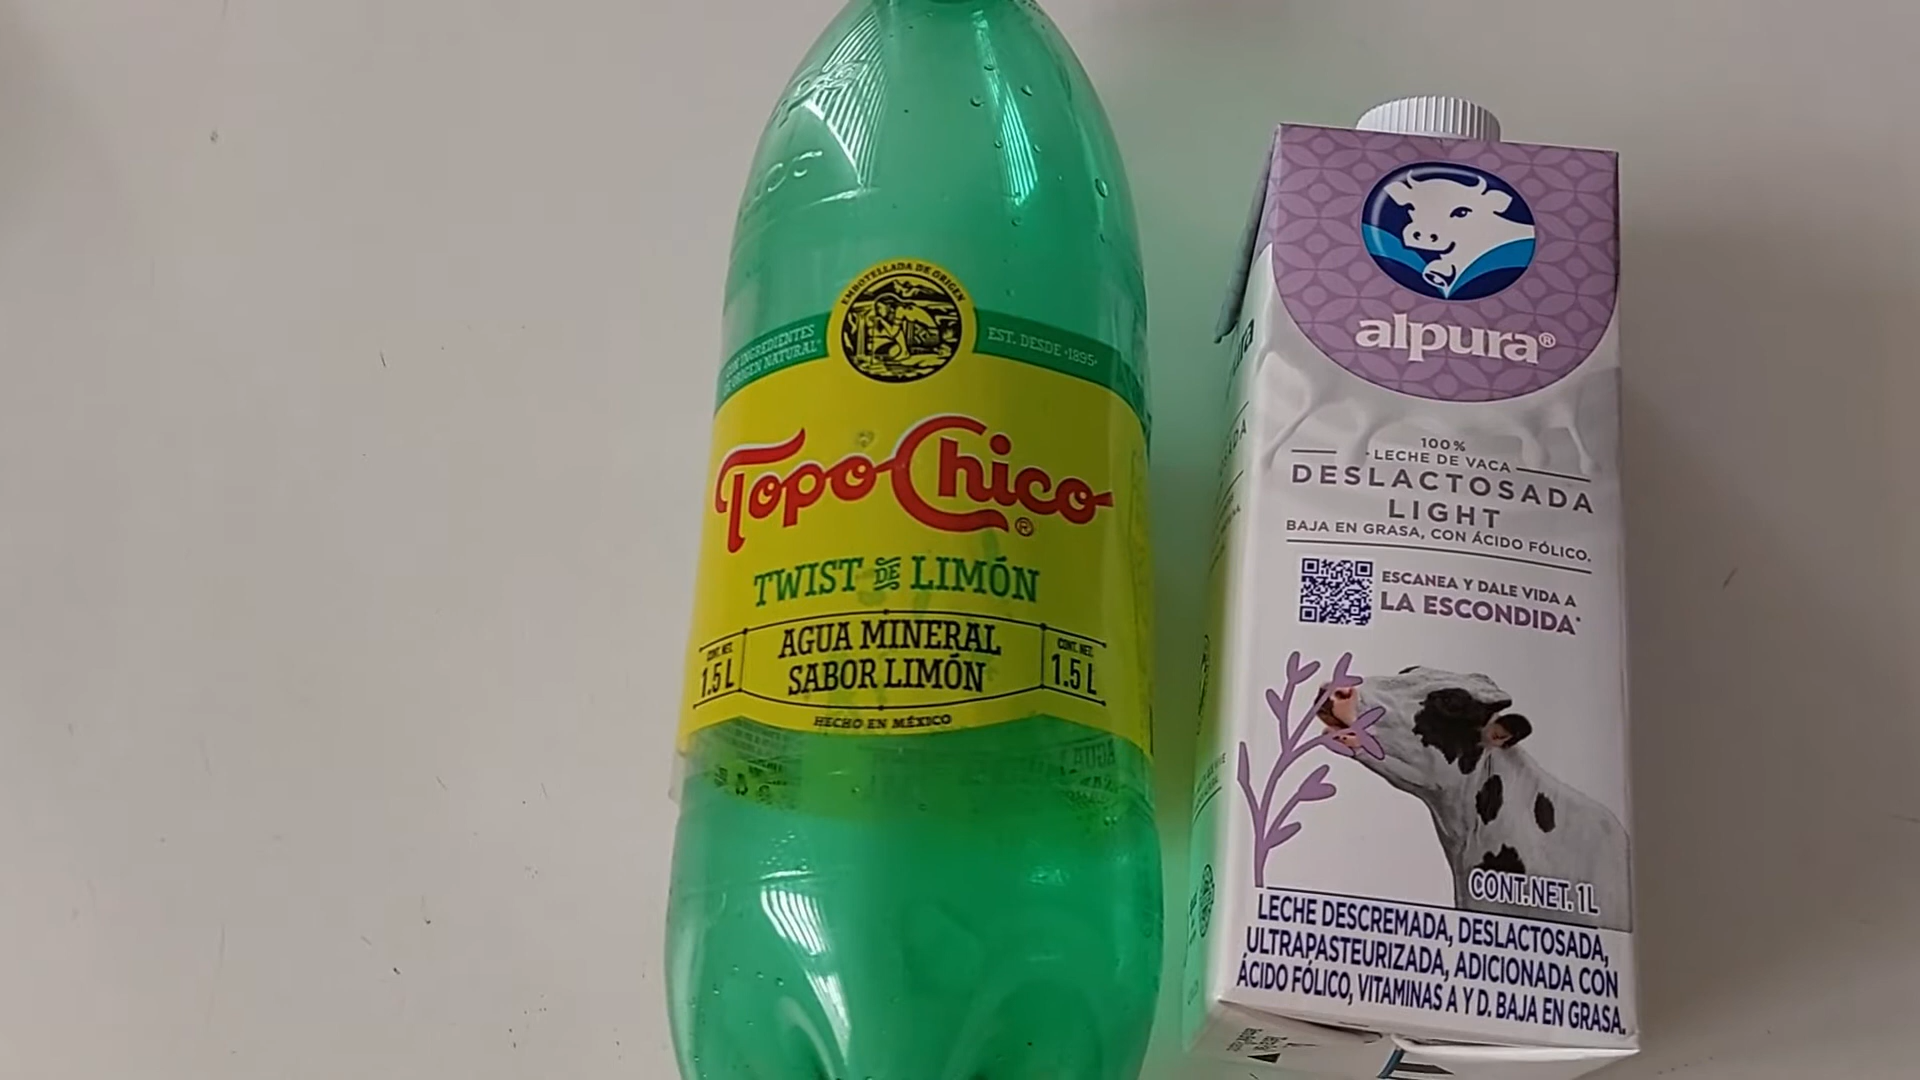 EMBOTELLADA DE ORIGEN
CON INGREDIENTES
DE ORIGEN NATURAL
EST. DESDE ·1895·
Topo Chico®
TWIST DE LIMÓN
CONT. NET.
1.5 L
AGUA MINERAL
SABOR LIMÓN
CONT. NET.
1.5 L
HECHO EN MÉXICO
alpura®
100%
LECHE DE VACA
DESLACTOSADA
LIGHT
BAJA EN GRASA, CON ÁCIDO FÓLICO.
ESCANEA Y DALE VIDA A
LA ESCONDIDA*
CONT. NET. 1L
LECHE DESCREMADA, DESLACTOSADA,
ULTRAPASTEURIZADA, ADICIONADA CON
ÁCIDO FÓLICO, VITAMINAS A Y D. BAJA EN GRASA.